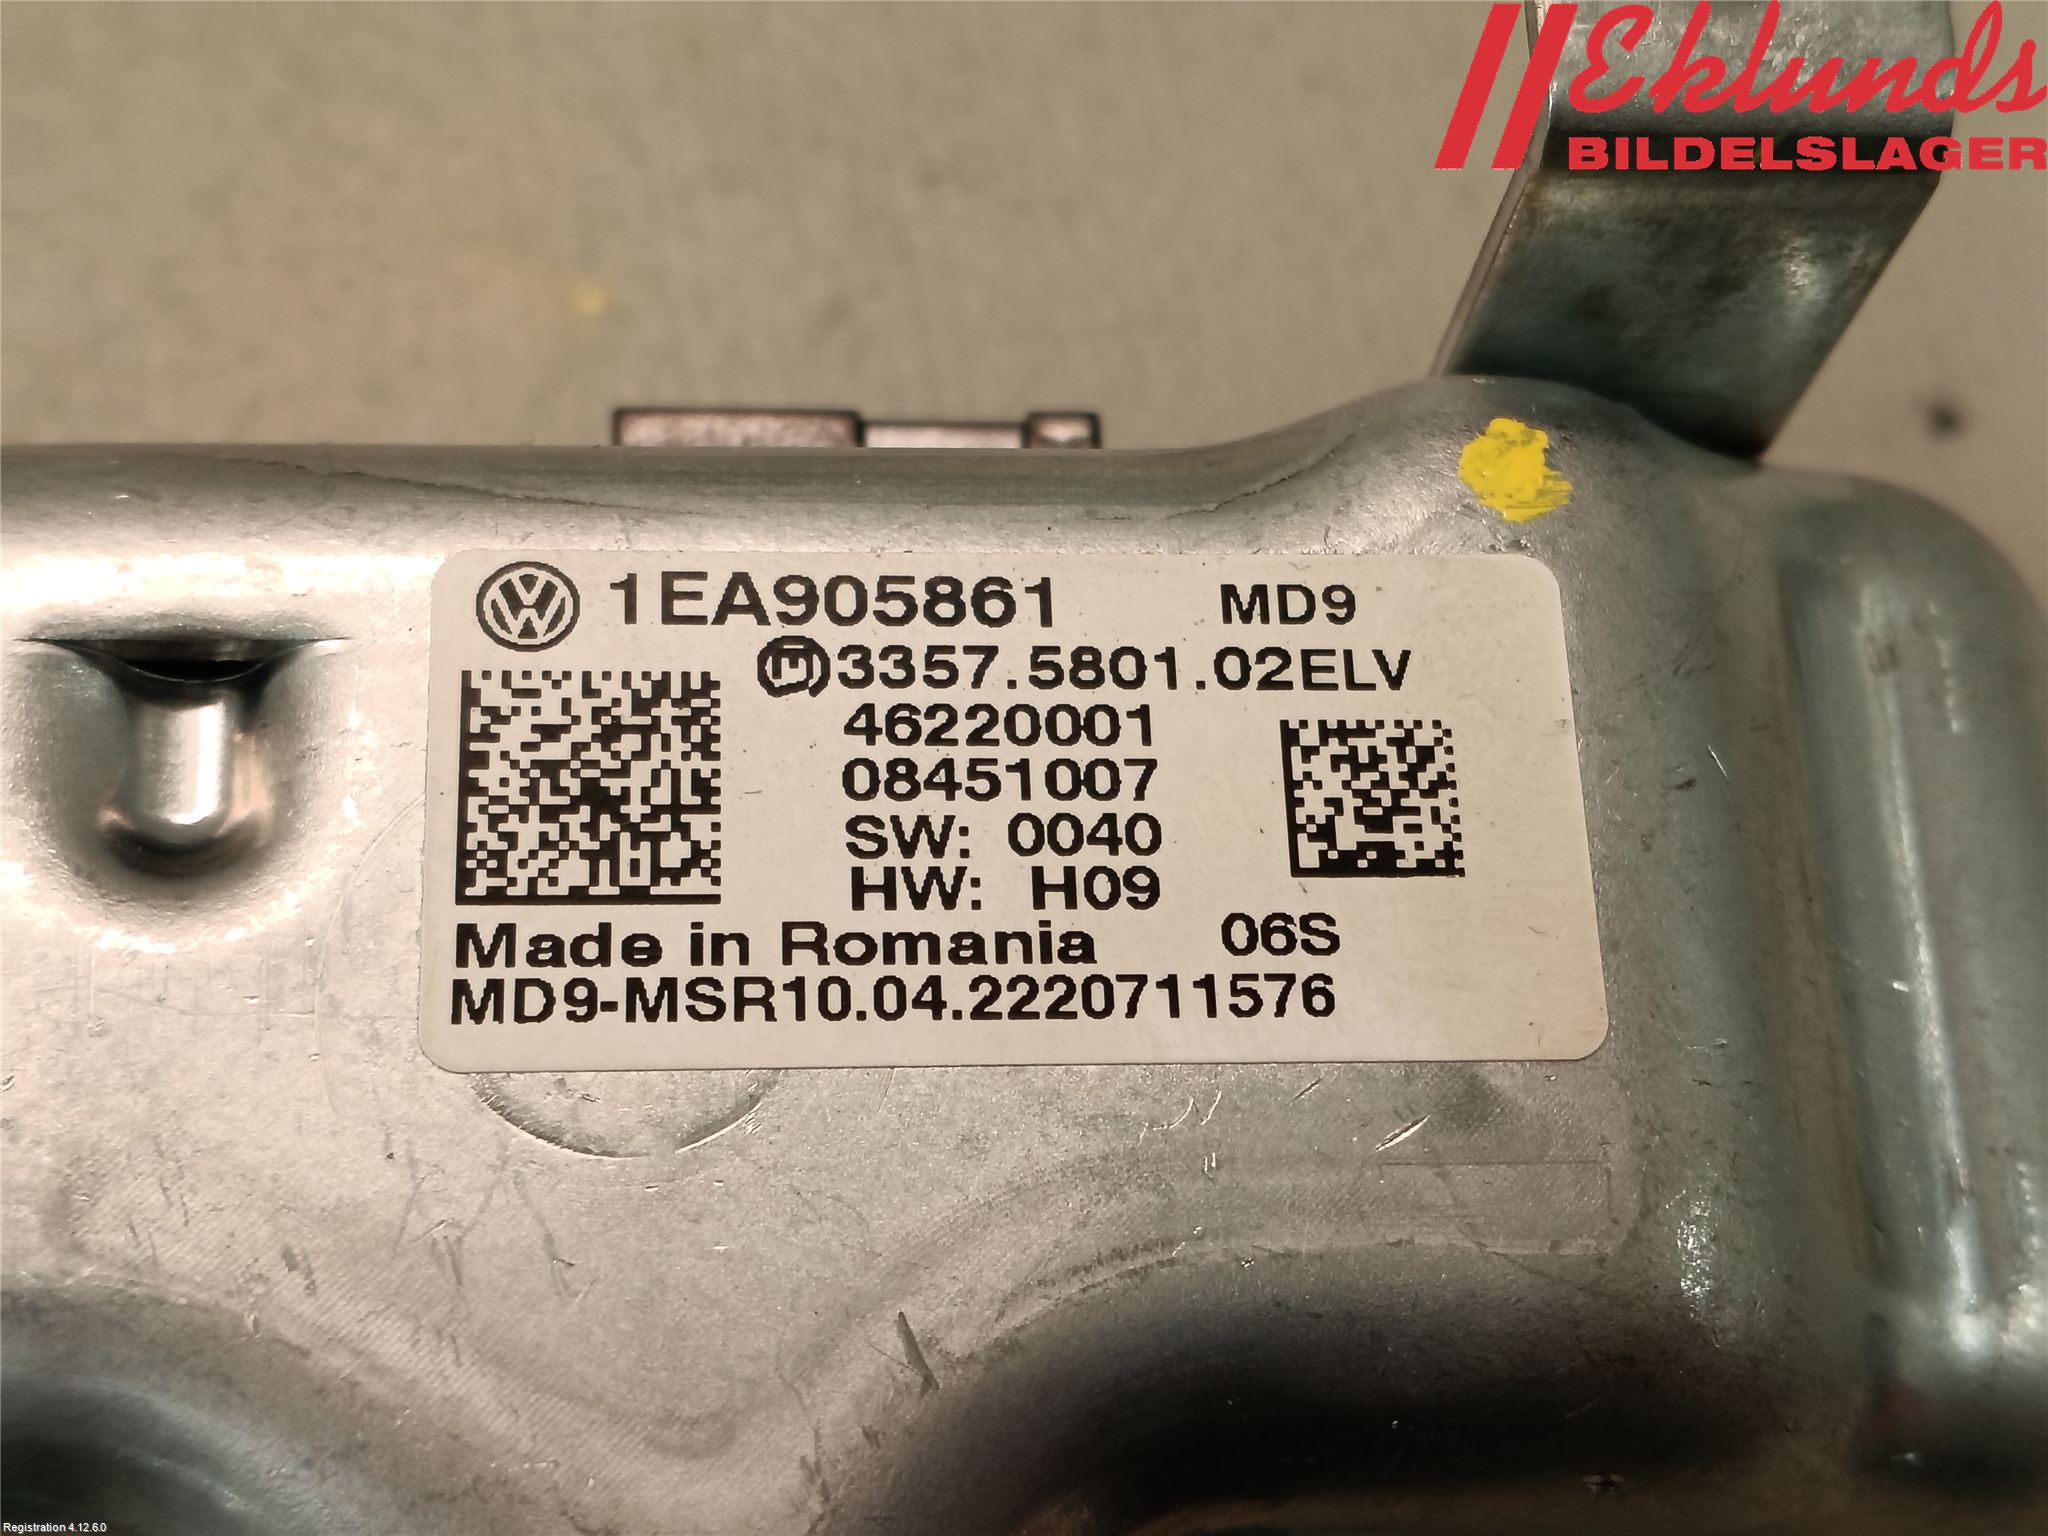 Eklunds
BILDELSLAGER
1EA905861 MD9
3357.5801.02ELV
46220001
08451007
SW: 0040
HW: H09
Made in Romania 06S
MD9-MSR10.04.2220711576
Registration 4.12.6.0